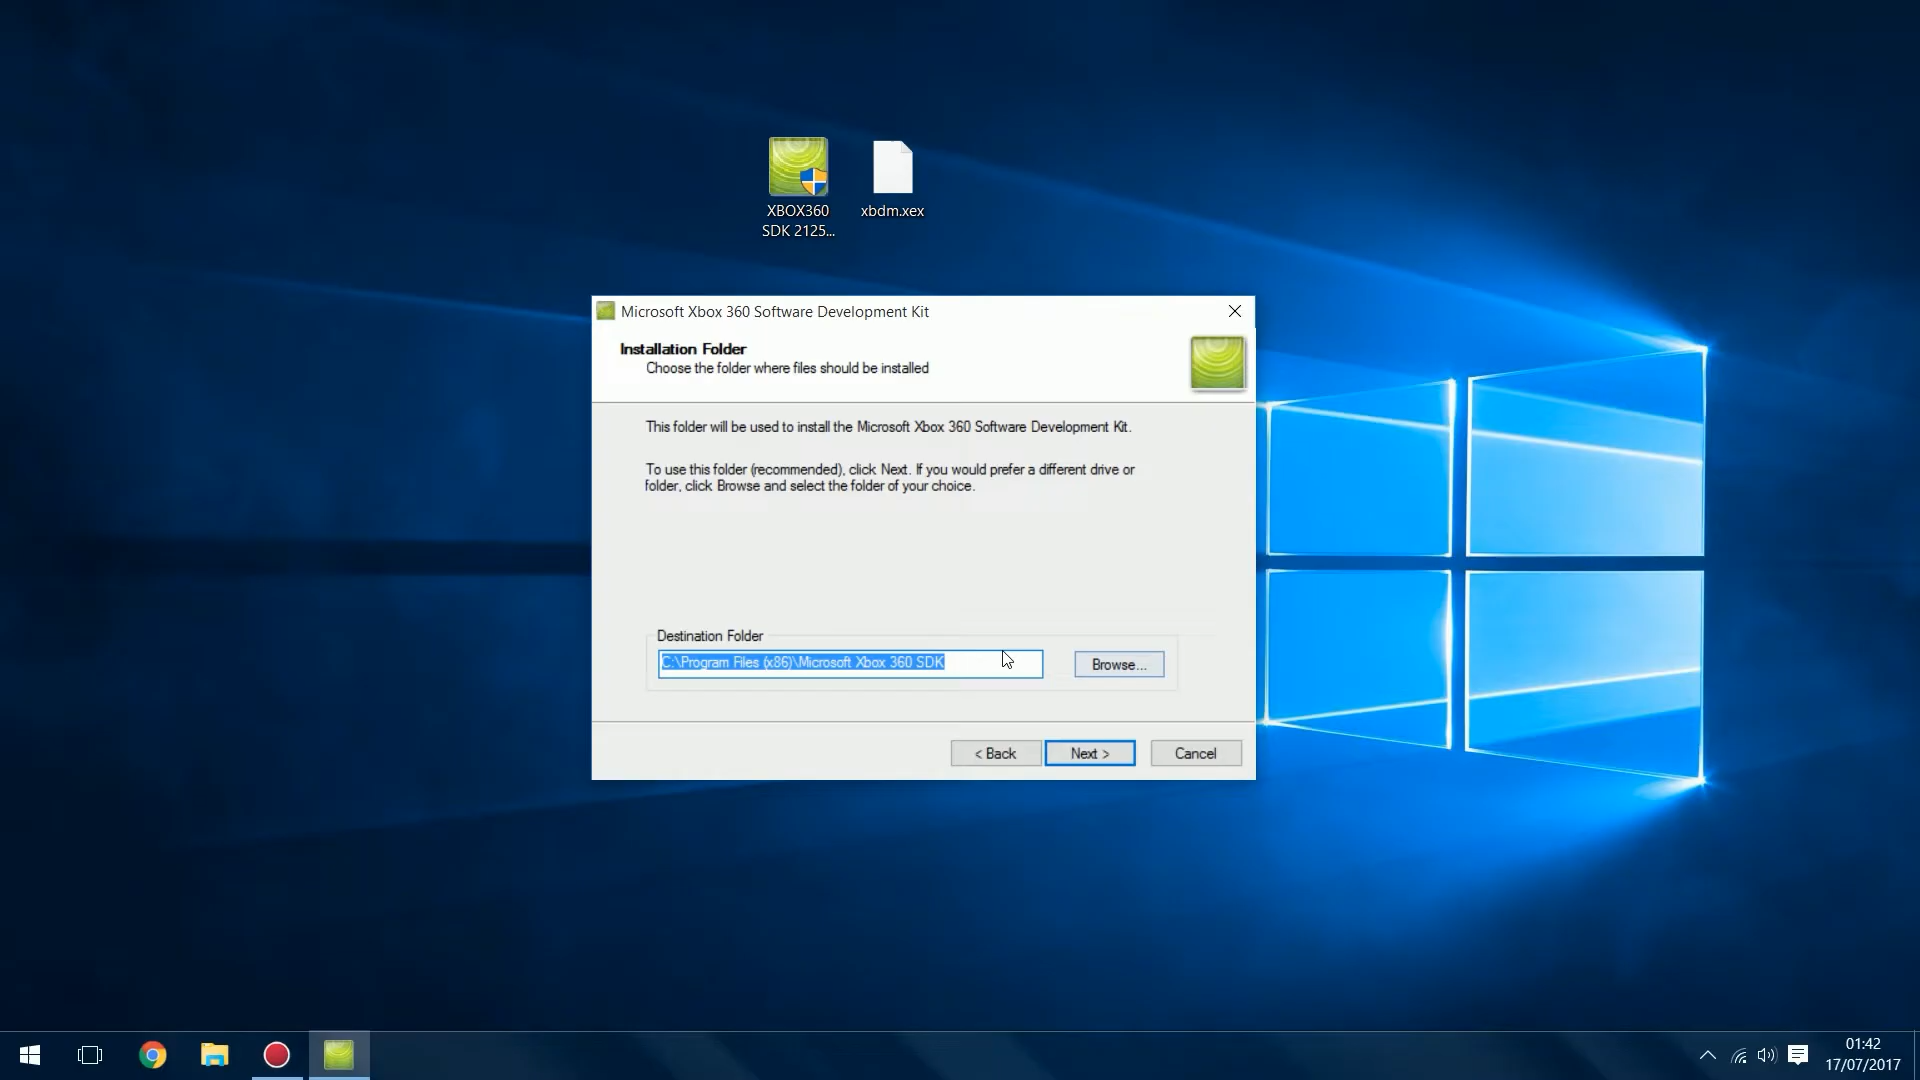 XBOX360
SDK 2125...
xbdm.xex
Microsoft Xbox 360 Software Development Kit
Installation Folder
Choose the folder where files should be installed
This folder will be used to install the Microsoft Xbox 360 Software Development Kit.
To use this folder (recommended), click Next. If you would prefer a different drive or
folder, click Browse and select the folder of your choice.
Destination Folder
C:\Program Files (x86)\Microsoft Xbox 360 SDK
Browse...
< Back
Next >
Cancel
01:42
17/07/2017